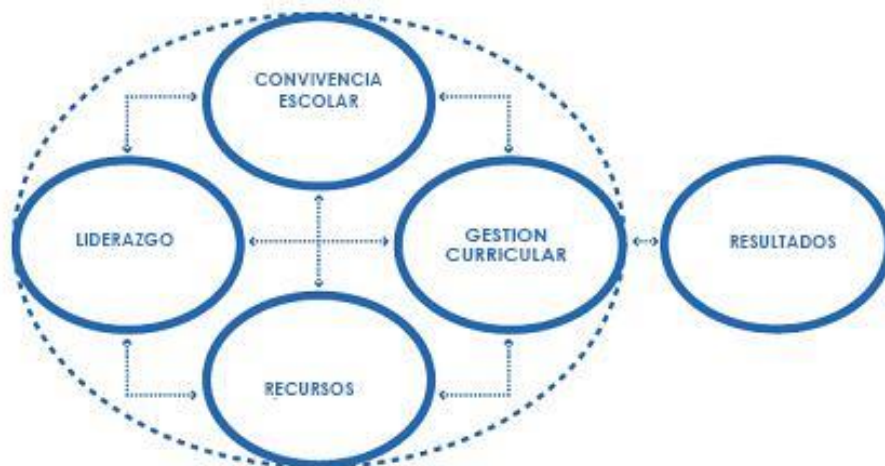 CONVIVENCIA
ESCOLAR
LIDERAZGO
GESTION
CURRICULAR
RESULTADOS
RECURSOS